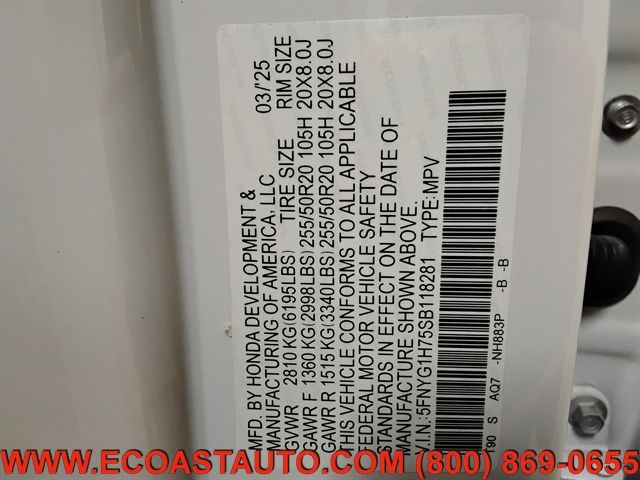 MFD. BY HONDA DEVELOPMENT &
MANUFACTURING OF AMERICA, LLC 03/'25
GVWR 2810 KG(6195LBS) TIRE SIZE RIM SIZE
GAWR F 1360 KG(2998LBS)255/50R20 105H 20X8.0J
GAWR R 1515 KG(3340LBS)255/50R20 105H 20X8.0J
THIS VEHICLE CONFORMS TO ALL APPLICABLE
FEDERAL MOTOR VEHICLE SAFETY
STANDARDS IN EFFECT ON THE DATE OF
MANUFACTURE SHOWN ABOVE.
V.I.N.:5FNYG1H75SB118281 TYPE:MPV
T90 S AQ7 -NH883P -B -B
WWW.ECOASTAUTO.COM (800) 869-0655